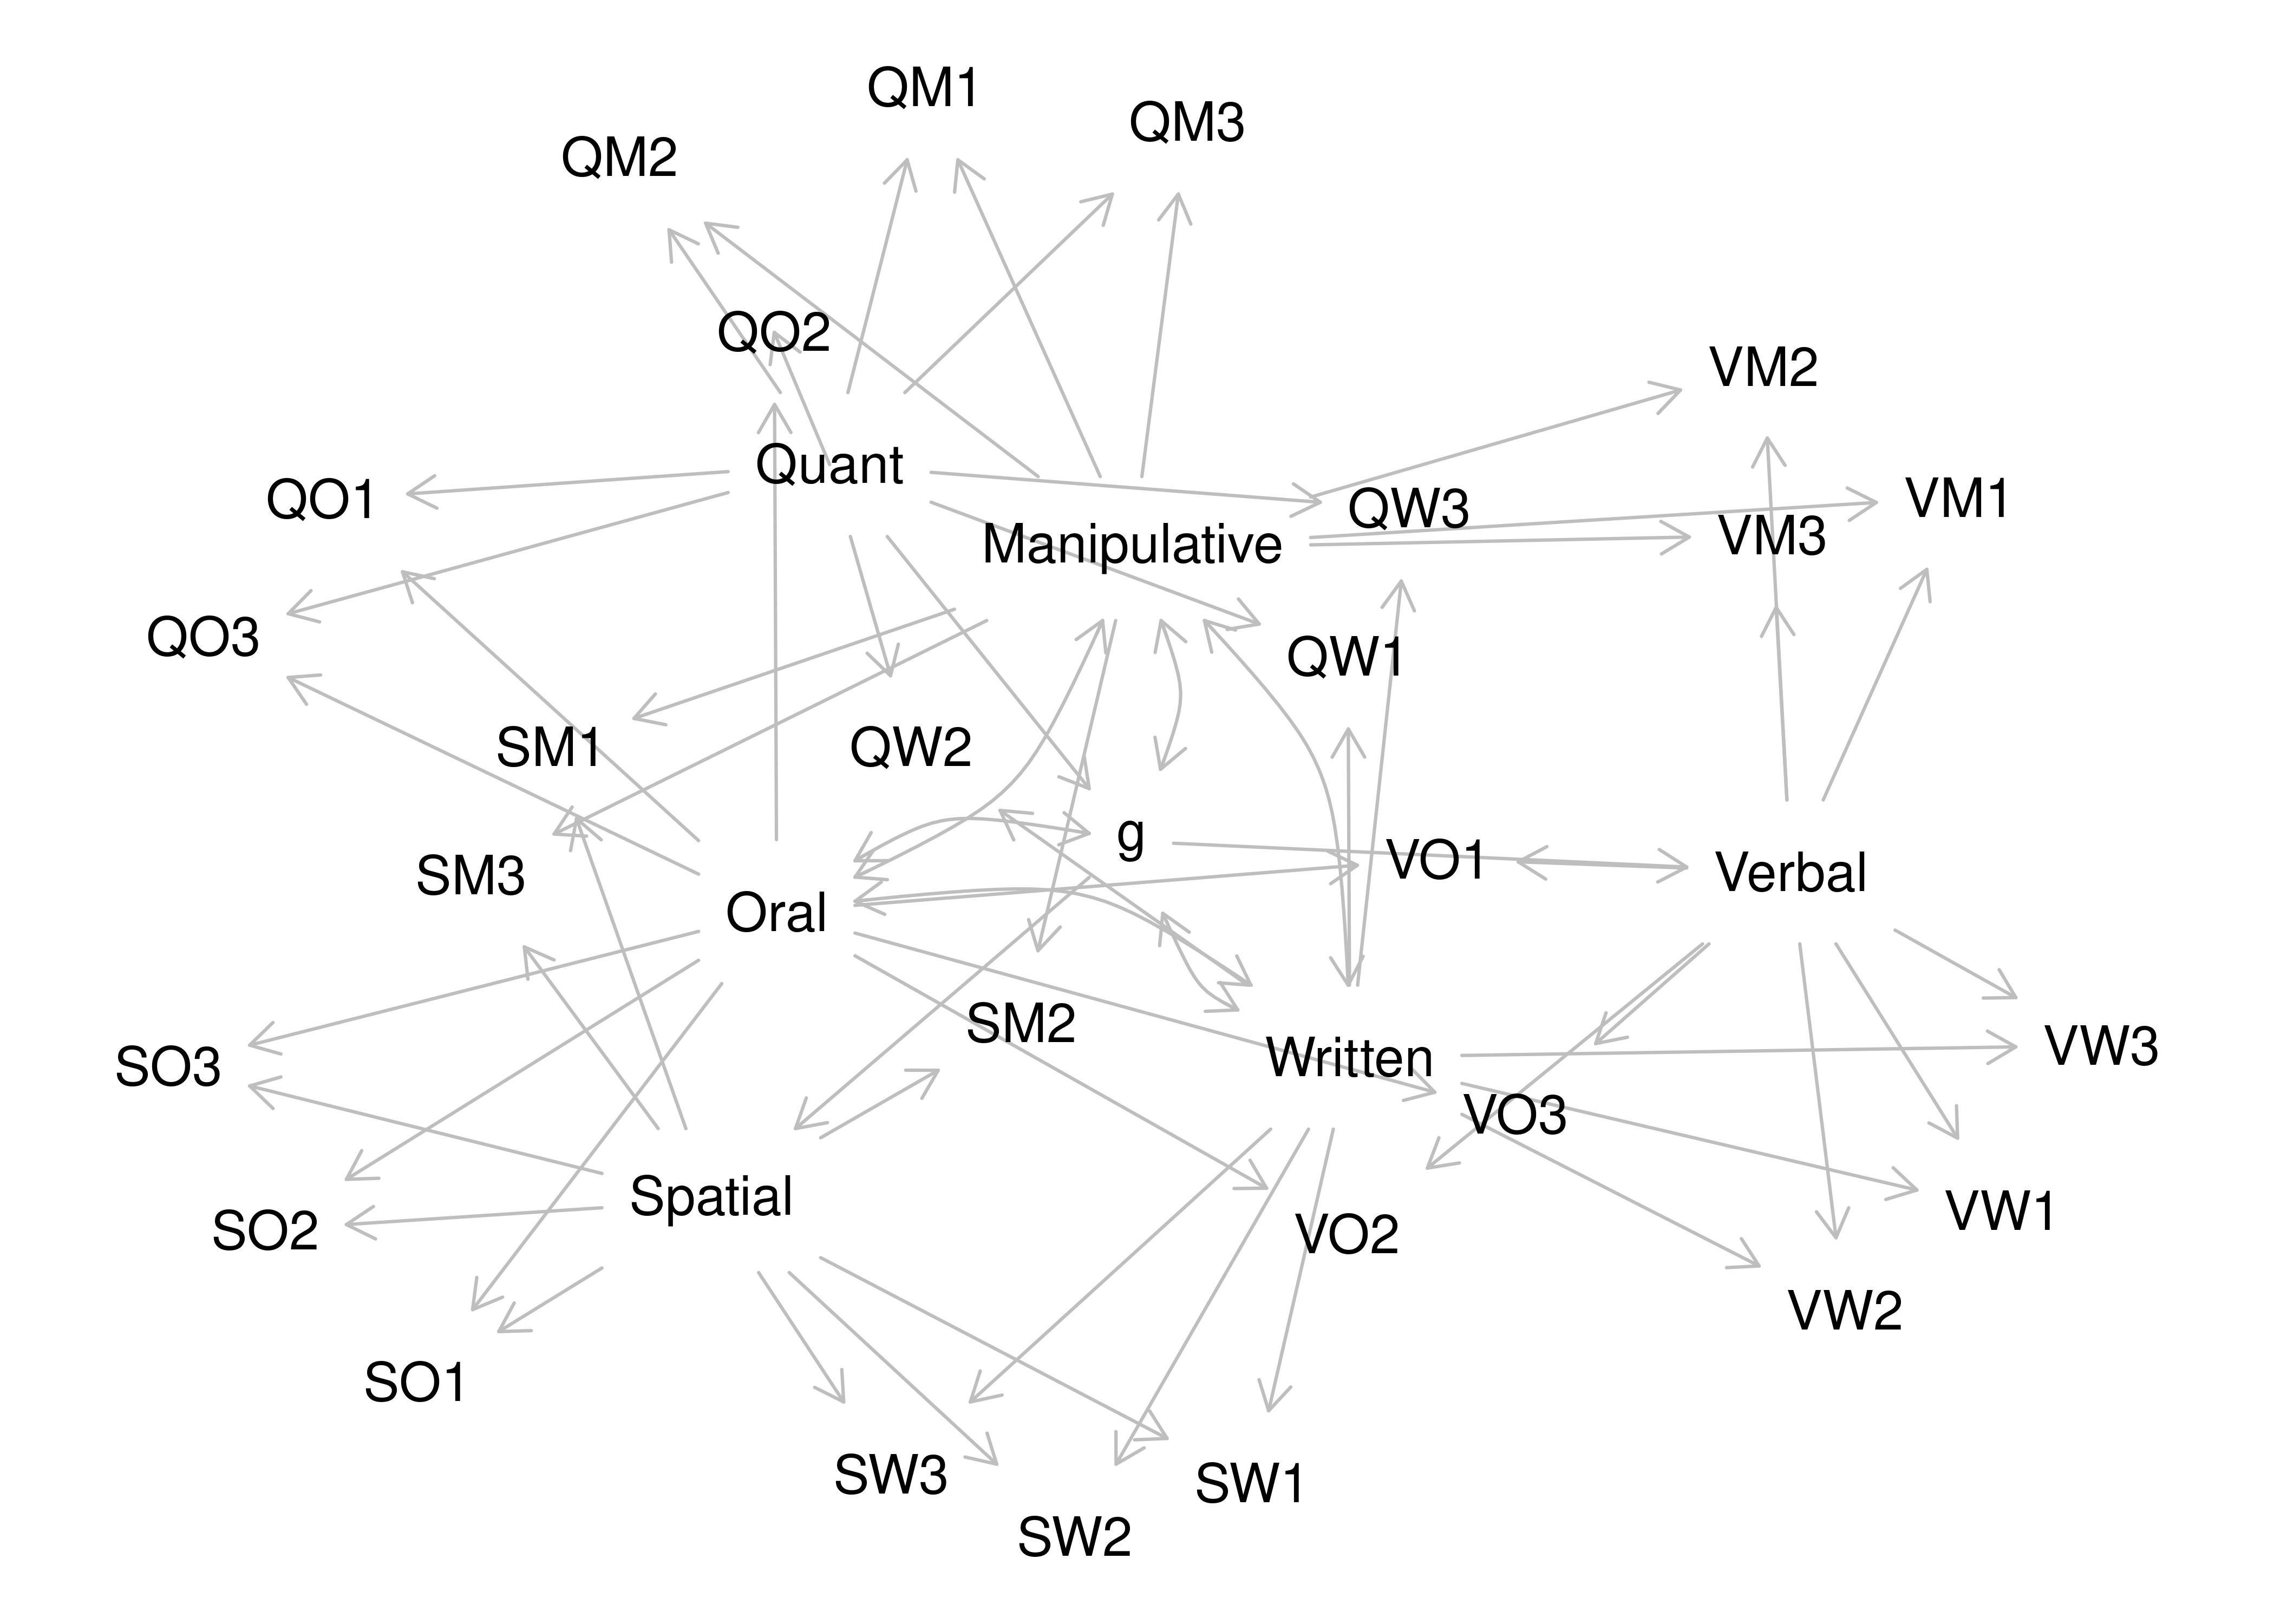 QM1
QM3
QM2
QO2
VM2
Quant
QO1
VM1
QW3
VM3
Manipulative
QO3
QW1
SM1
QW2
g
VO1
Verbal
SM3
Oral
SM2
VW3
Written
SO3
VO3
Spatial
VW1
SO2
VO2
VW2
SO1
SW3
SW1
SW2